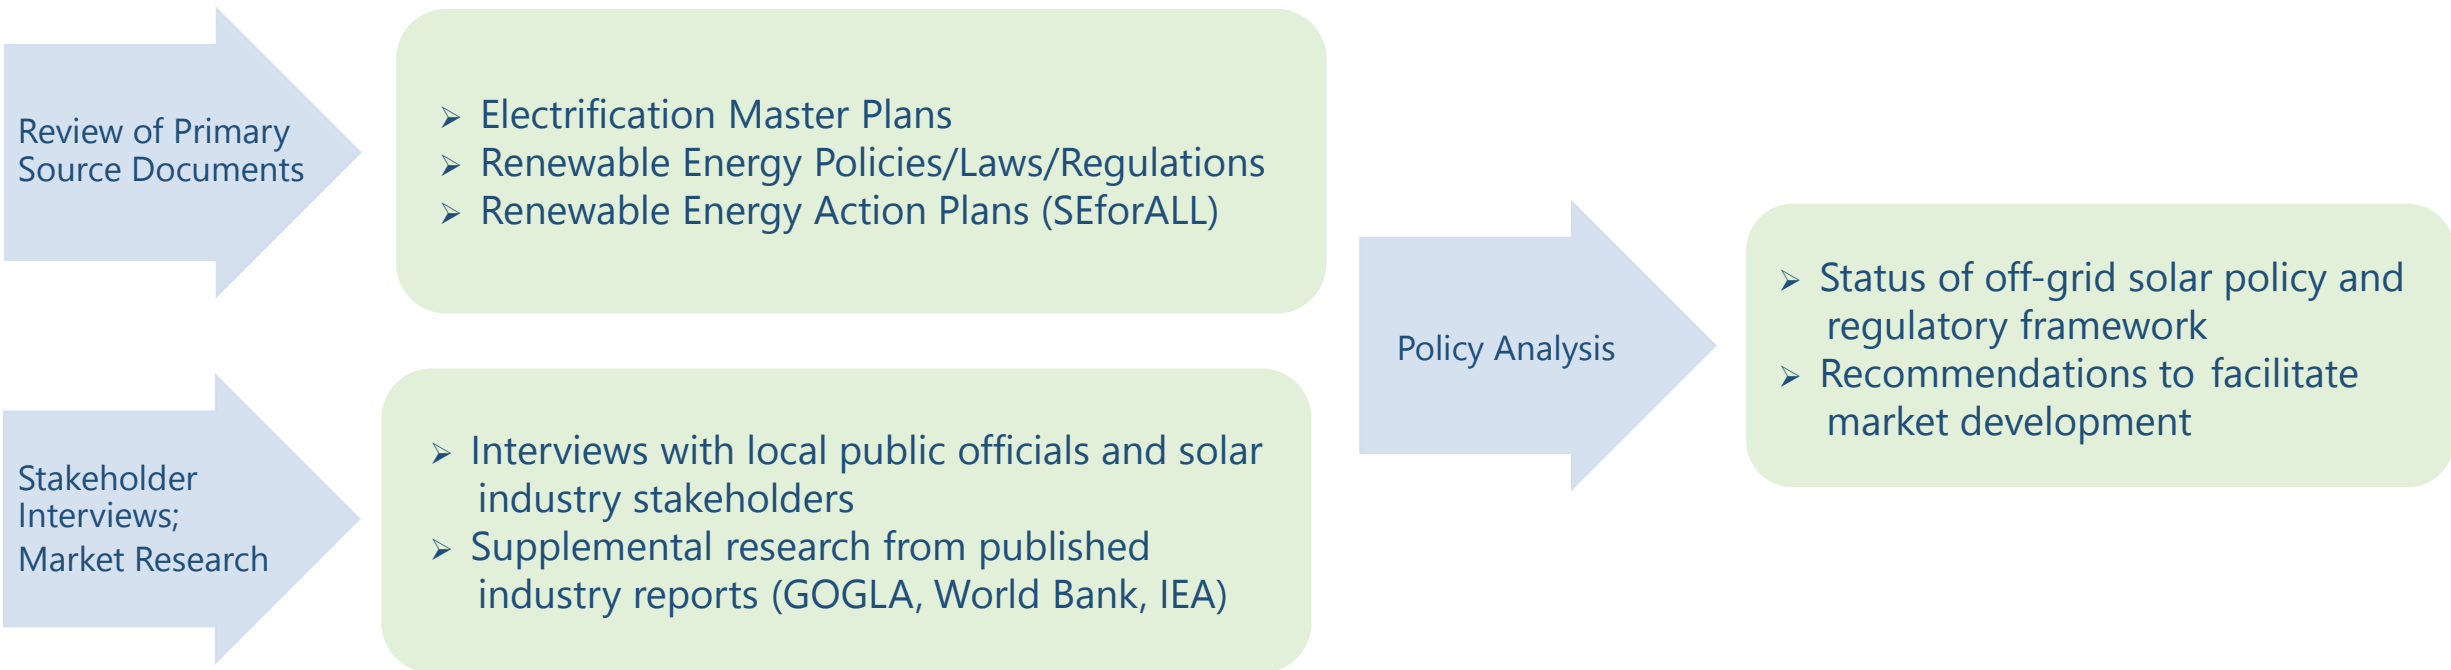 Review of Primary
Source Documents
➢ Electrification Master Plans
➢ Renewable Energy Policies/Laws/Regulations
➢ Renewable Energy Action Plans (SEforALL)
Stakeholder
Interviews;
Market Research
➢ Interviews with local public officials and solar
industry stakeholders
➢ Supplemental research from published
industry reports (GOGLA, World Bank, IEA)
Policy Analysis
➢ Status of off-grid solar policy and
regulatory framework
➢ Recommendations to facilitate
market development